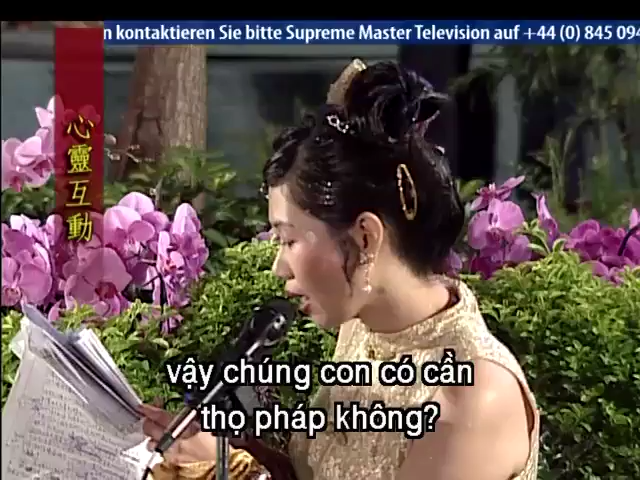 n kontaktieren Sie bitte Supreme Master Television auf +44 (0) 845 094
心靈互動
vậy chúng con có cần
thọ pháp không?